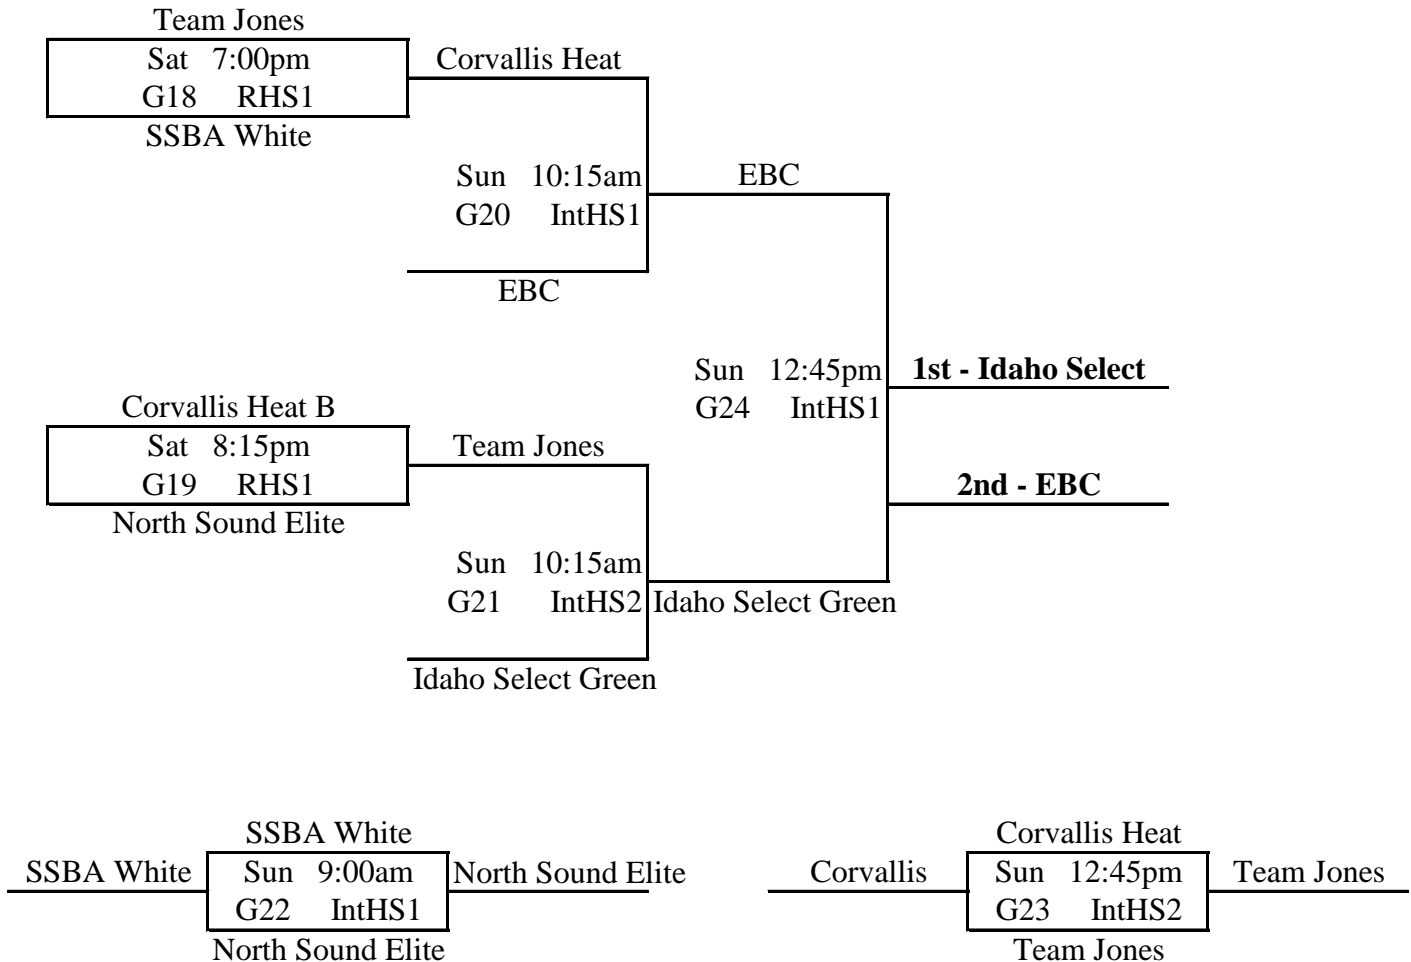 Team Jones
Sat 7:00pm
G18 RHS1
SSBA White
Corvallis Heat
Sun 10:15am
G20 IntHS1
EBC
EBC
Corvallis Heat B
Sat 8:15pm
G19 RHS1
North Sound Elite
Team Jones
Sun 10:15am
G21 IntHS2
Idaho Select Green
Idaho Select Green
Sun 12:45pm
G24 IntHS1
1st - Idaho Select
2nd - EBC
SSBA White
SSBA White
Sun 9:00am
G22 IntHS1
North Sound Elite
North Sound Elite
Corvallis Heat
Corvallis
Sun 12:45pm
G23 IntHS2
Team Jones
Team Jones